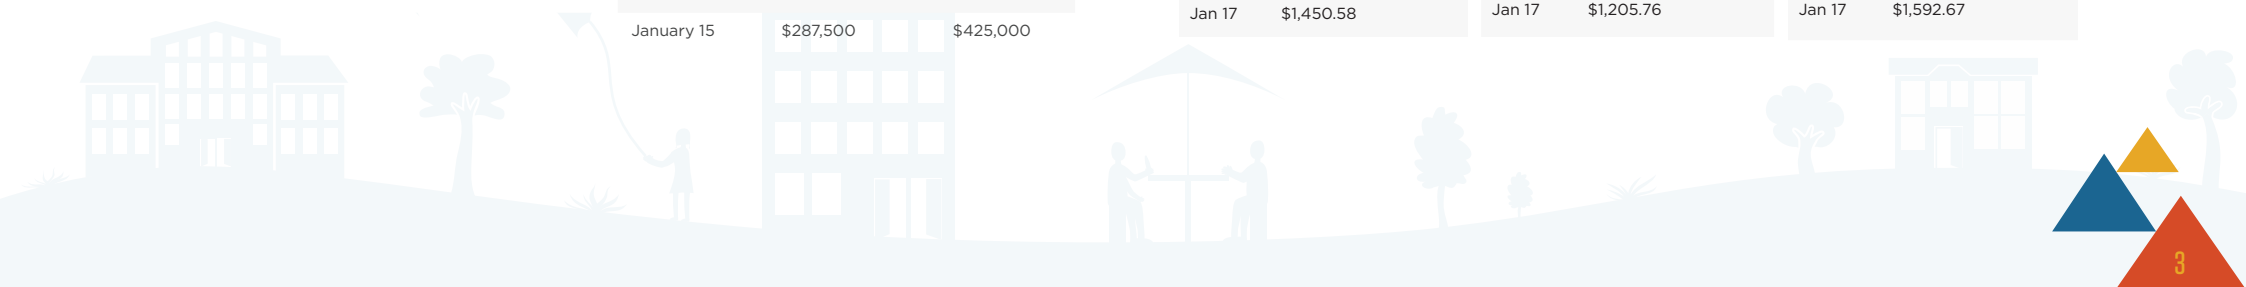 January 15 $287,500 $425,000
Jan 17 $1,450.58
Jan 17 $1,205.76
Jan 17 $1,592.67
3